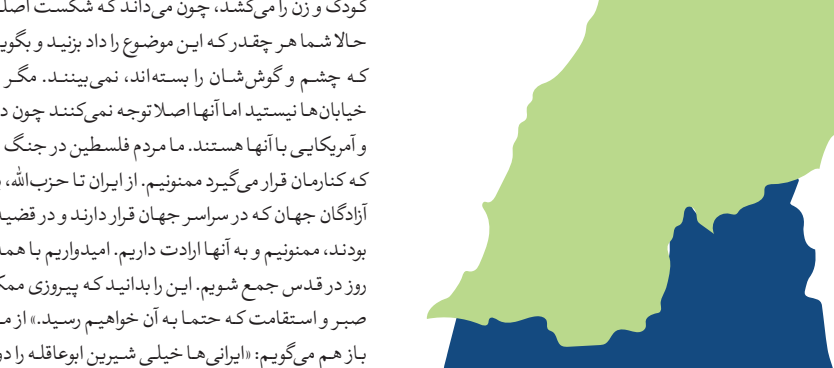 کودک و زن را می‌کشد، چون می‌داند که شکست
حالا شما هر چقدر که این موضوع را داد بزنید و
که چشم و گوش‌شان را بسته‌اند، نمی‌بینند. مگر
خیابان‌ها نیستید اما آنها اصلا توجه نمی‌کنند چون
و آمریکایی با آنها هستند. ما مردم فلسطین در جنگ
که کنارمان قرار می‌گیرد ممنونیم. از ایران تا حزب‌الله،
آزادگان جهان که در سراسر جهان قرار دارند و در
بودند، ممنونیم و به آنها ارادت داریم. امیدواریم با
روز در قدس جمع شویم. این را بدانید که پیروزی
صبر و استقامت که حتما به آن خواهیم رسید.» از
باز هم می‌گویم: «ایرانی‌ها خیلی شیرین ابوعاقله را